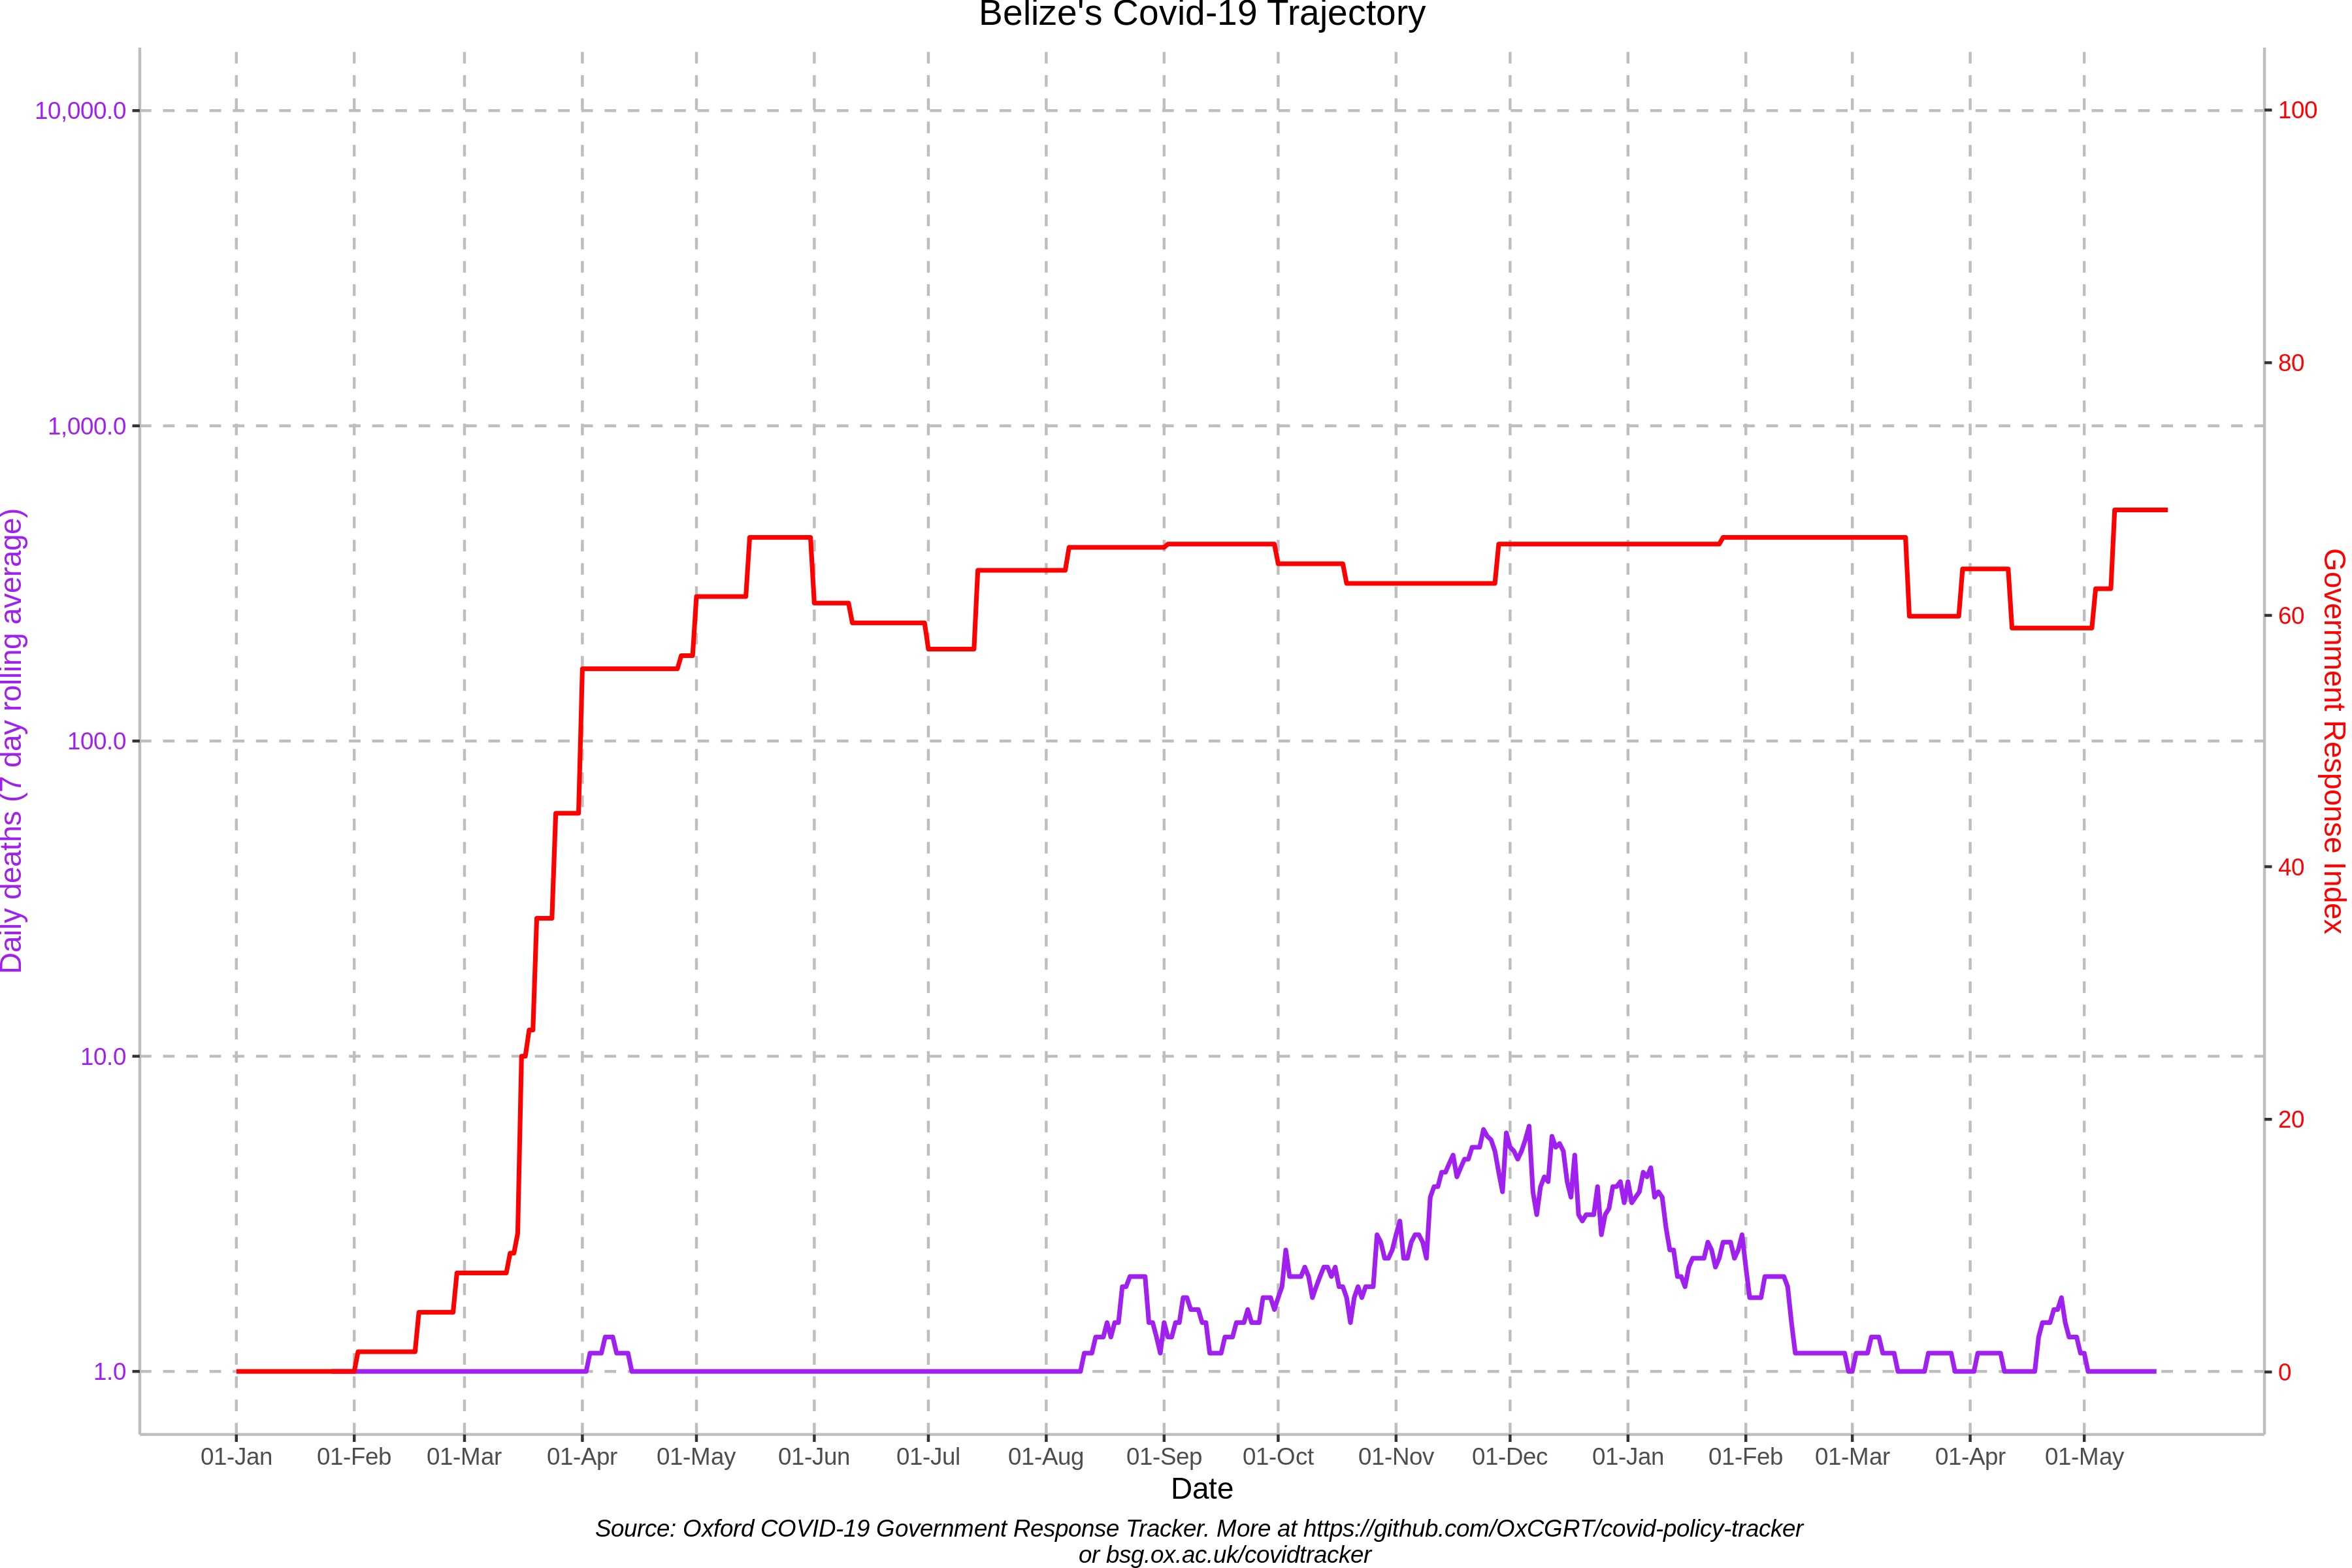 Belize's Covid-19 Trajectory
10,000.0
1,000.0
100.0
10.0
1.0
Daily deaths (7 day rolling average)
100
80
60
40
20
0
Government Response Index
01-Jan 01-Feb 01-Mar 01-Apr 01-May 01-Jun 01-Jul 01-Aug 01-Sep 01-Oct 01-Nov 01-Dec 01-Jan 01-Feb 01-Mar 01-Apr 01-May
Date
Source: Oxford COVID-19 Government Response Tracker. More at https://github.com/OxCGRT/covid-policy-tracker
or bsg.ox.ac.uk/covidtracker